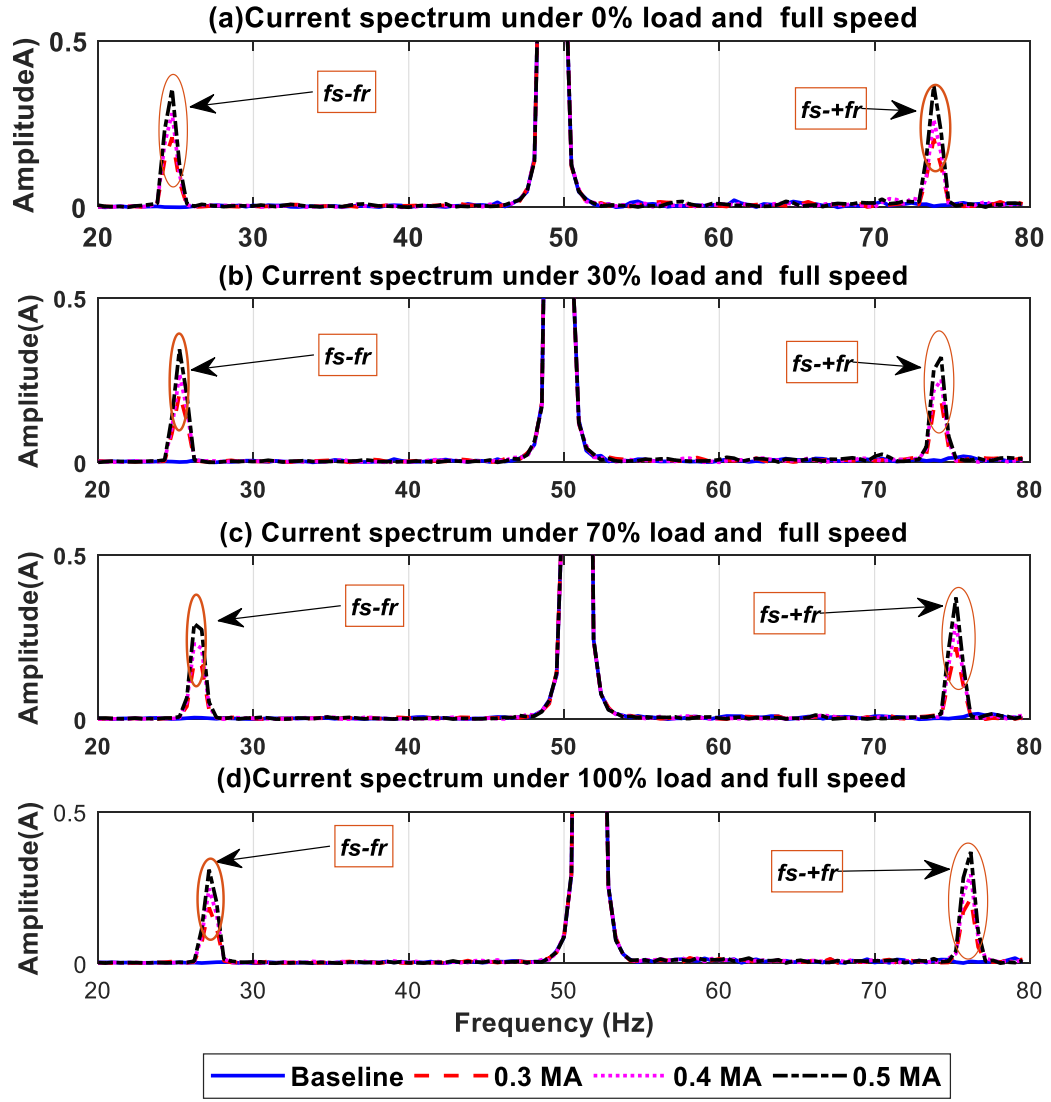 (a)Current spectrum under 0% load and  full speed
0.5
0
AmplitudeA)
fs-fr
fs-+fr
20 30 40 50 60 70 80
(b) Current spectrum under 30% load and  full speed
0.5
0
Amplitude(A)
fs-fr
fs-+fr
20 30 40 50 60 70 80
(c) Current spectrum under 70% load and  full speed
0.5
0
Amplitude(A)
fs-fr
fs-+fr
20 30 40 50 60 70 80
(d)Current spectrum under 100% load and full speed
0.5
0
Amplitude(A)
fs-fr
fs-+fr
20 30 40 50 60 70 80
Frequency (Hz)
Baseline 0.3 MA 0.4 MA 0.5 MA